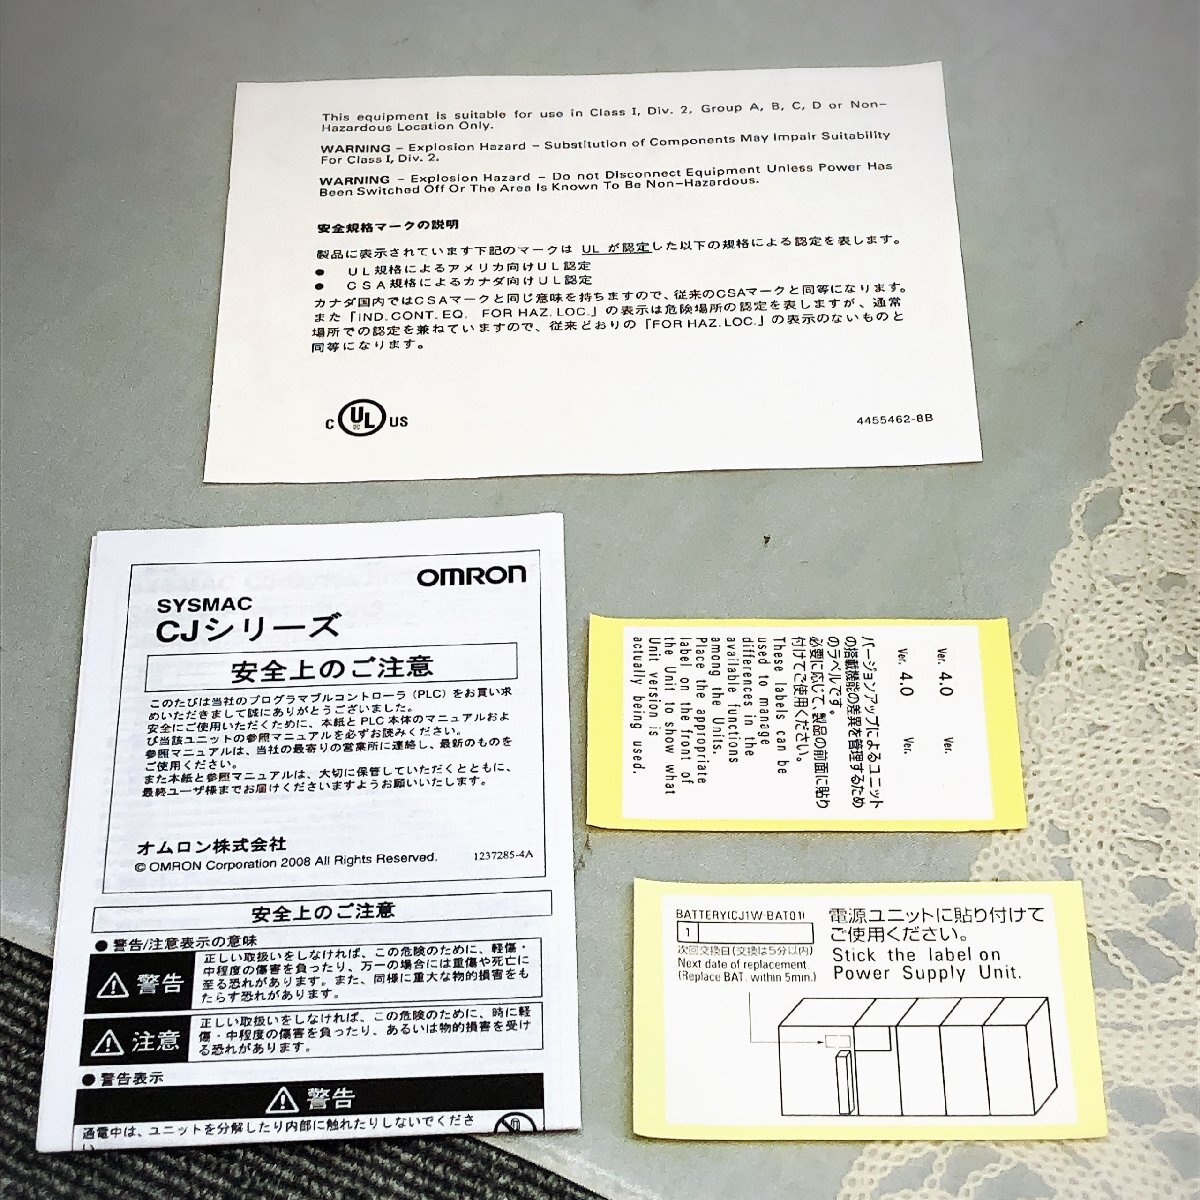 This equipment is suitable for use in Class I, Div. 2, Group A, B, C, D or Non-
Hazardous Location Only.
WARNING - Explosion Hazard - Substitution of Components May Impair Suitability
For Class I, Div. 2.
WARNING - Explosion Hazard - Do not Disconnect Equipment Unless Power Has
Been Switched Off Or The Area Is Known To Be Non-Hazardous.
安全規格マークの説明
製品に表示されています下記のマークは UL が認定した以下の規格による認定を表します。
● UL規格によるアメリカ向けUL認定
● CSA規格によるカナダ向けUL認定
カナダ国内ではCSAマークと同じ意味を持ちますので、従来のCSAマークと同等になります。
また「IND.CONT.EQ. FOR HAZ.LOC.」の表示は危険場所の認定を表しますが、通常
場所での認定を兼ねていますので、従来どおりの「FOR HAZ.LOC.」の表示のないものと
同等になります。
C UL US
4455462-8B
OMRON
SYSMAC
CJシリーズ
安全上のご注意
このたびは当社のプログラマブルコントローラ（PLC）をお買い求
めいただきまして誠にありがとうございました。
安全にご使用いただくために、本紙と PLC 本体のマニュアルおよ
び当該ユニットの参照マニュアルを必ずお読みください。
参照マニュアルは、当社の最寄りの営業所に連絡し、最新のものを
ご使用ください。
また本紙と参照マニュアルは、大切に保管していただくとともに、
最終ユーザ様までお届けくださいますようお願いいたします。
オムロン株式会社
© OMRON Corporation 2008 All Rights Reserved.
1237285-4A
安全上のご注意
● 警告/注意表示の意味
警告
正しい取扱いをしなければ、この危険のために、軽傷・
中程度の傷害を負ったり、万一の場合には重傷や死亡に
至る恐れがあります。また、同様に重大な物的損害をも
たらす恐れがあります。
注意
正しい取扱いをしなければ、この危険のために、時に軽
傷・中程度の傷害を負ったり、あるいは物的損害を受け
る恐れがあります。
● 警告表示
警告
通電中は、ユニットを分解したり内部に触れたりしないでくださ
い
Ver. 4.0 Ver.
Ver. 4.0 Ver.
バージョンアップによるユニット
の搭載機能の差異を管理するため
のラベルです。
必要に応じて、製品の前面に貼り
付けてご使用ください。
These labels can be
used to manage
differences in the
available functions
among the Units.
Place the appropriate
label on the front of
the Unit to show what
Unit version is
actually being used.
BATTERY(CJ1W-BAT01)
1
次回交換日(交換は5分以内)
Next date of replacement.
(Replace BAT. within 5min.)
電源ユニットに貼り付けて
ご使用ください。
Stick the label on
Power Supply Unit.